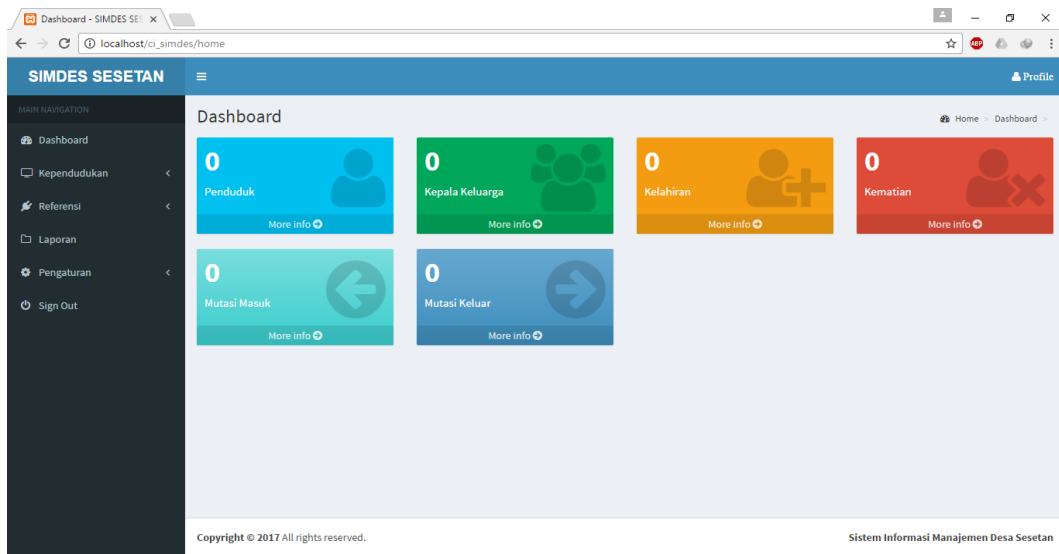 Dashboard - SIMDES SES
localhost/ci_simdes/home
ABP
SIMDES SESETAN
Profile
MAIN NAVIGATION
Dashboard
Kependudukan
Referensi
Laporan
Pengaturan
Sign Out
Dashboard
Home > Dashboard >
0
Penduduk
More info
0
Kepala Keluarga
More info
0
Kelahiran
More info
0
Kematian
More info
0
Mutasi Masuk
More info
0
Mutasi Keluar
More info
Copyright © 2017 All rights reserved.
Sistem Informasi Manajemen Desa Sesetan